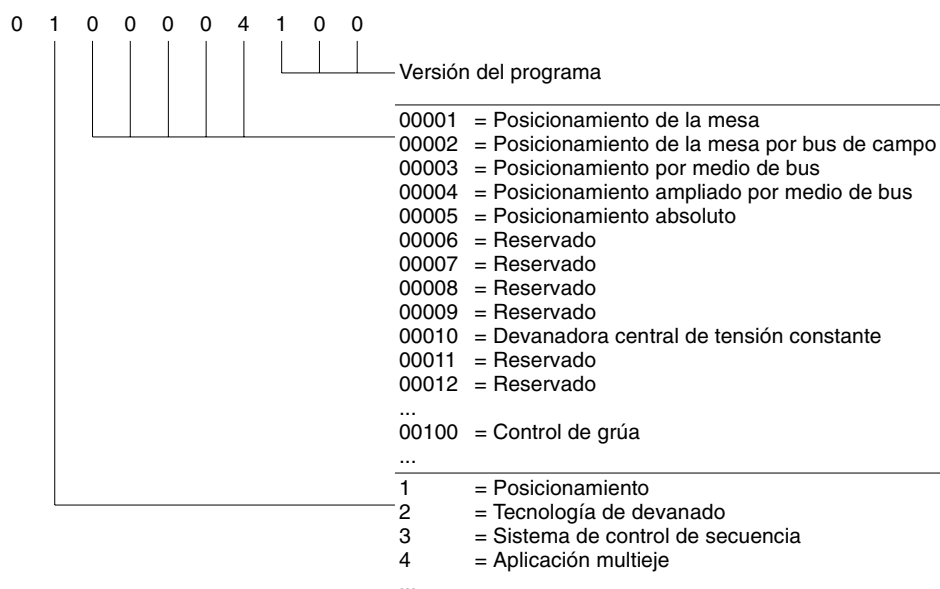 0 1 0 0 0 0 4 1 0 0
Versión del programa
00001 = Posicionamiento de la mesa
00002 = Posicionamiento de la mesa por bus de campo
00003 = Posicionamiento por medio de bus
00004 = Posicionamiento ampliado por medio de bus
00005 = Posicionamiento absoluto
00006 = Reservado
00007 = Reservado
00008 = Reservado
00009 = Reservado
00010 = Devanadora central de tensión constante
00011 = Reservado
00012 = Reservado
...
00100 = Control de grúa
...
1 = Posicionamiento
2 = Tecnología de devanado
3 = Sistema de control de secuencia
4 = Aplicación multieje
...